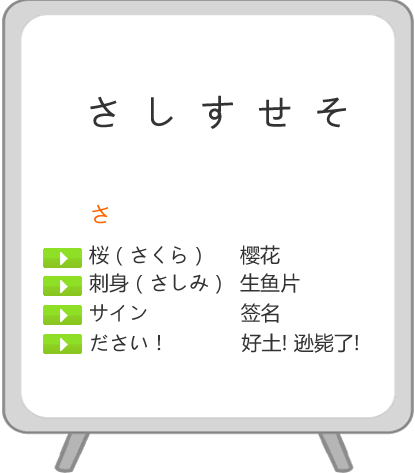 さ し す せ そ
さ
桜（さくら） 樱花
刺身（さしみ） 生鱼片
サイン 签名
ださい！ 好土! 逊毙了!